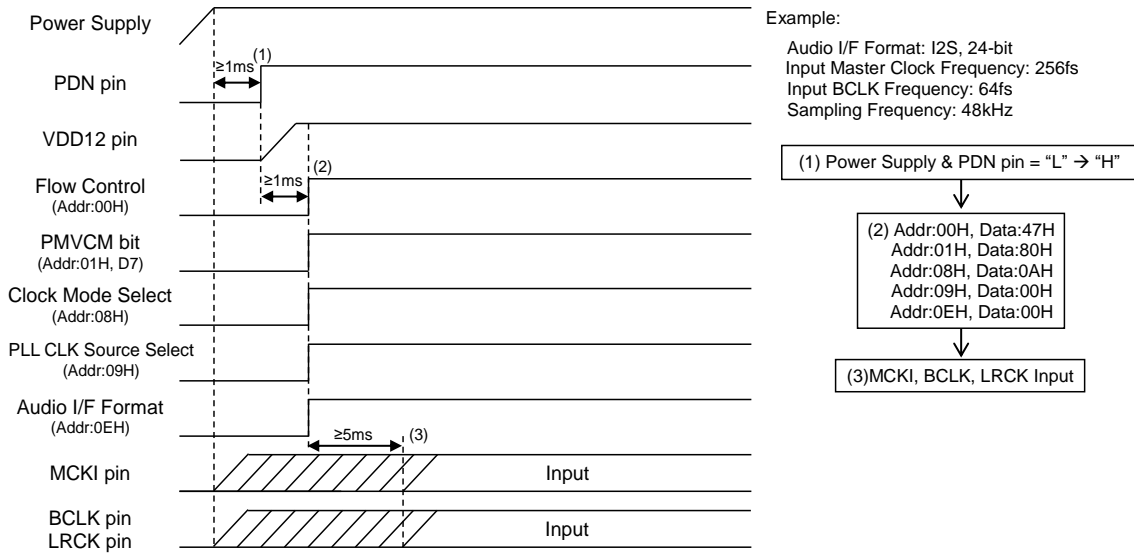 Power Supply
≥1ms
(1)
PDN pin
VDD12 pin
≥1ms
(2)
Flow Control
(Addr:00H)
PMVCM bit
(Addr:01H, D7)
Clock Mode Select
(Addr:08H)
PLL CLK Source Select
(Addr:09H)
Audio I/F Format
(Addr:0EH)
≥5ms
(3)
MCKI pin
Input
BCLK pin
LRCK pin
Input
Example:
Audio I/F Format: I2S, 24-bit
Input Master Clock Frequency: 256fs
Input BCLK Frequency: 64fs
Sampling Frequency: 48kHz
(1) Power Supply & PDN pin = “L” → “H”
(2) Addr:00H, Data:47H
Addr:01H, Data:80H
Addr:08H, Data:0AH
Addr:09H, Data:00H
Addr:0EH, Data:00H
(3)MCKI, BCLK, LRCK Input